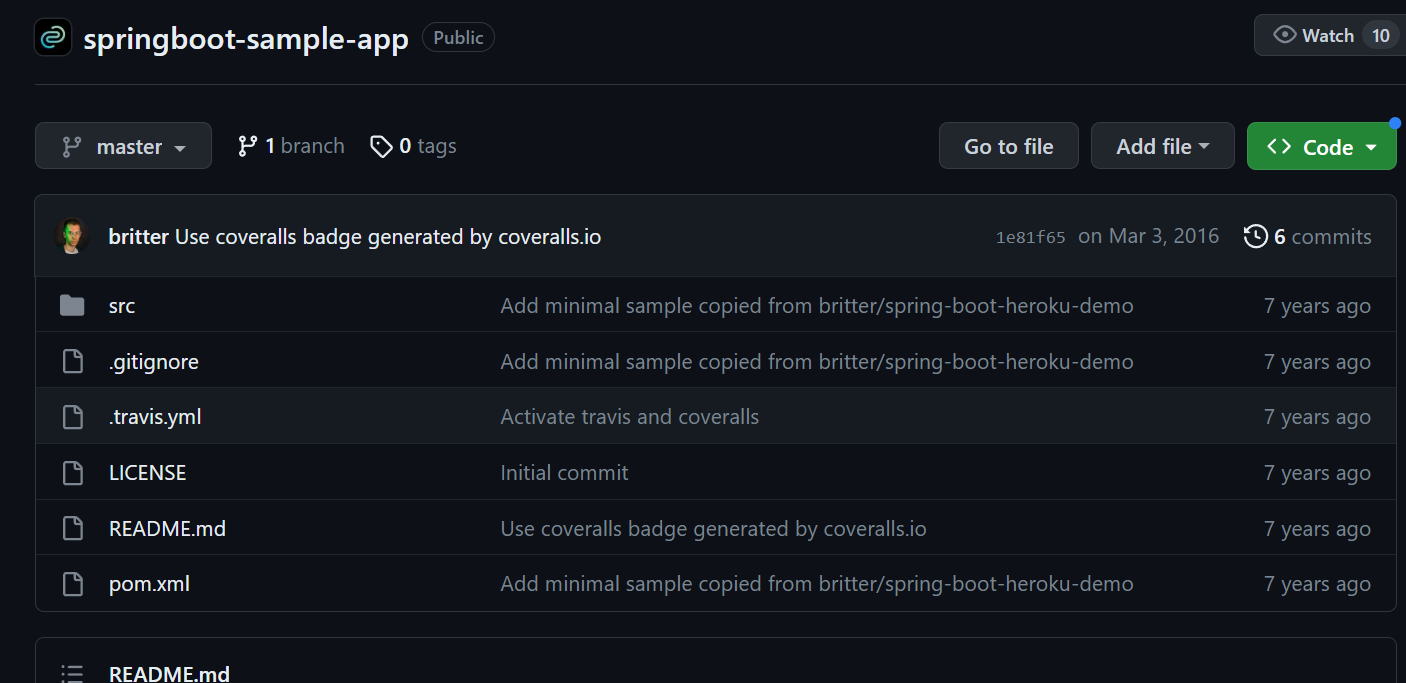 springboot-sample-app Public Watch 10
master 1 branch 0 tags Go to file Add file Code
britter Use coveralls badge generated by coveralls.io 1e81f65 on Mar 3, 2016 6 commits
src Add minimal sample copied from britter/spring-boot-heroku-demo 7 years ago
.gitignore Add minimal sample copied from britter/spring-boot-heroku-demo 7 years ago
.travis.yml Activate travis and coveralls 7 years ago
LICENSE Initial commit 7 years ago
README.md Use coveralls badge generated by coveralls.io 7 years ago
pom.xml Add minimal sample copied from britter/spring-boot-heroku-demo 7 years ago
README.md